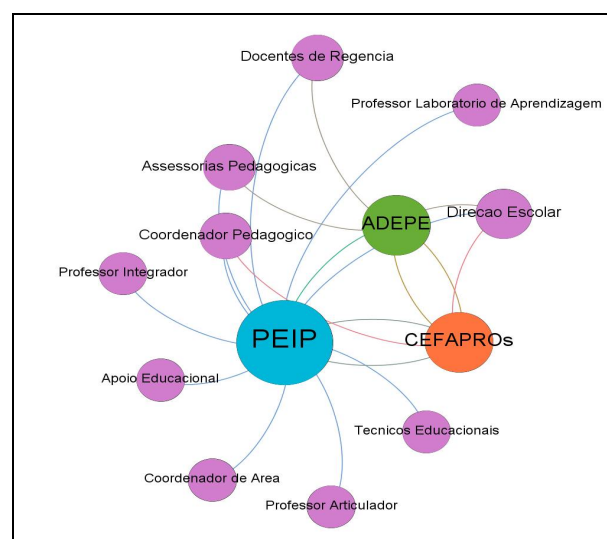 Docentes de Regencia
Professor Laboratorio de Aprendizagem
Assessorias Pedagogicas
ADEPE
Direcao Escolar
Coordenador Pedagogico
Professor Integrador
PEIP
CEFAPROs
Apoio Educacional
Tecnicos Educacionais
Coordenador de Area
Professor Articulador